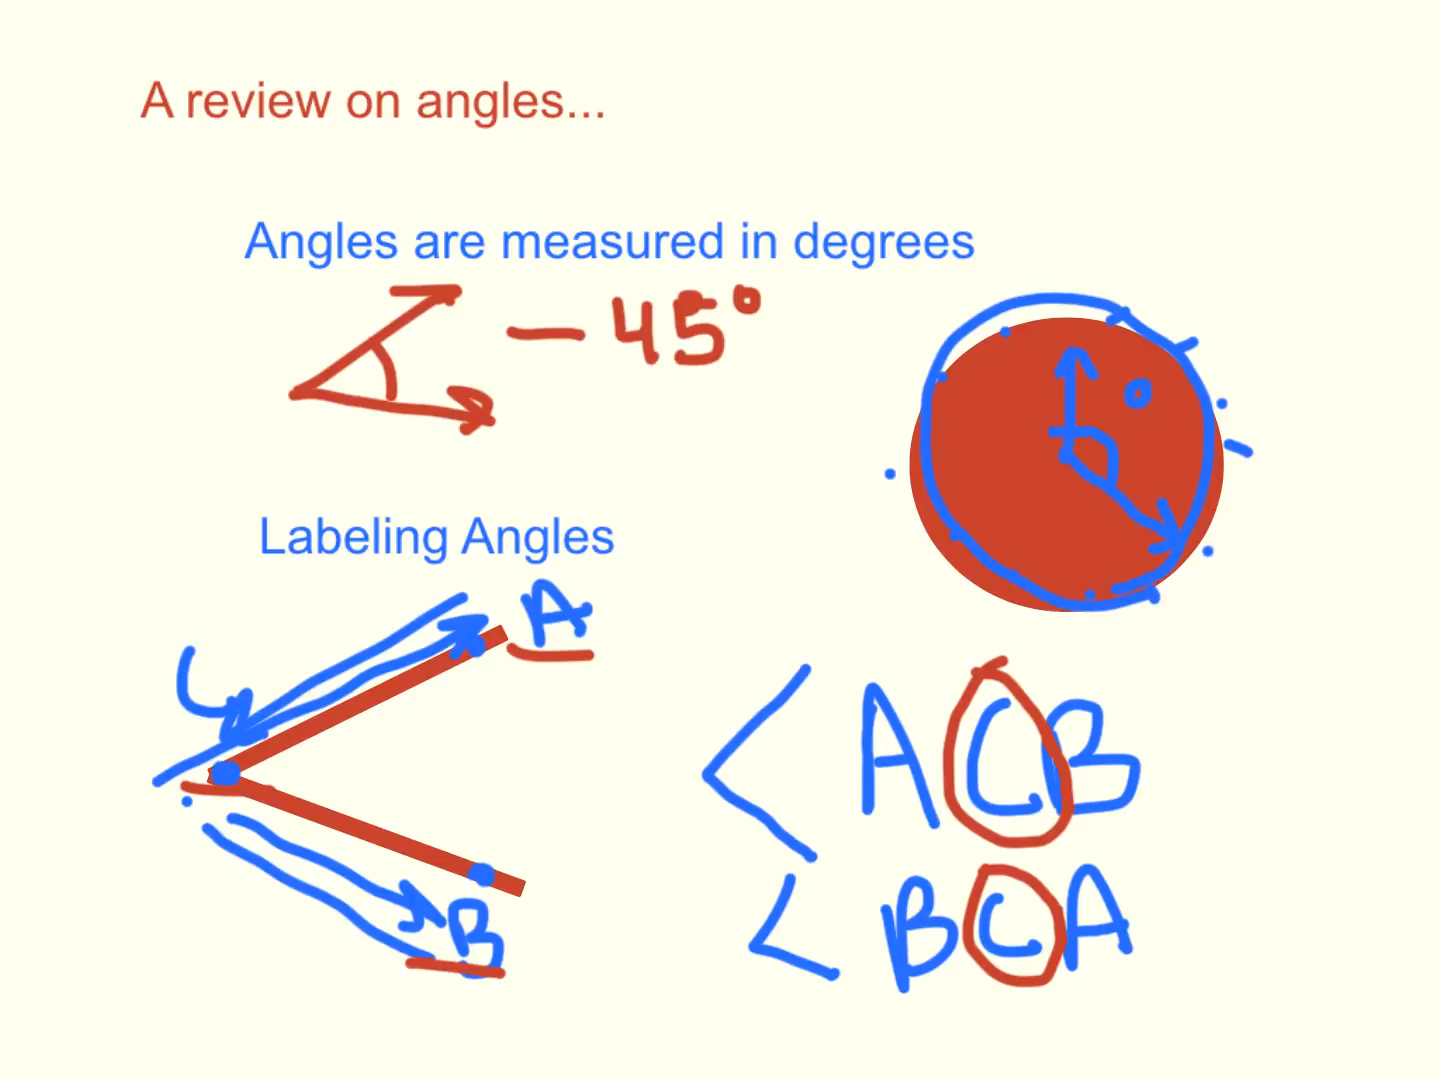 A review on angles...
Angles are measured in degrees
— 45°
Labeling Angles
A
C
B
< ACB
< BCA